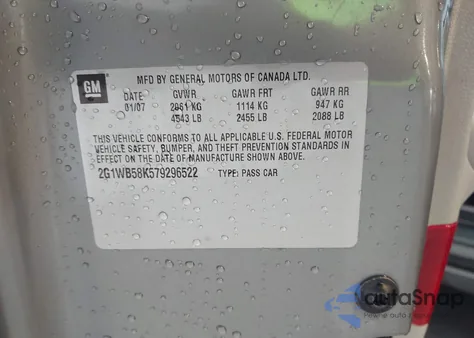 GM
MFD BY GENERAL MOTORS OF CANADA LTD.
DATE GVWR GAWR FRT GAWR RR
01/07 2061 KG 1114 KG 947 KG
4543 LB 2455 LB 2088 LB
THIS VEHICLE CONFORMS TO ALL APPLICABLE U.S. FEDERAL MOTOR
VEHICLE SAFETY, BUMPER, AND THEFT PREVENTION STANDARDS IN
EFFECT ON THE DATE OF MANUFACTURE SHOWN ABOVE.
2G1WB58K579296522 TYPE: PASS CAR
autoSnap